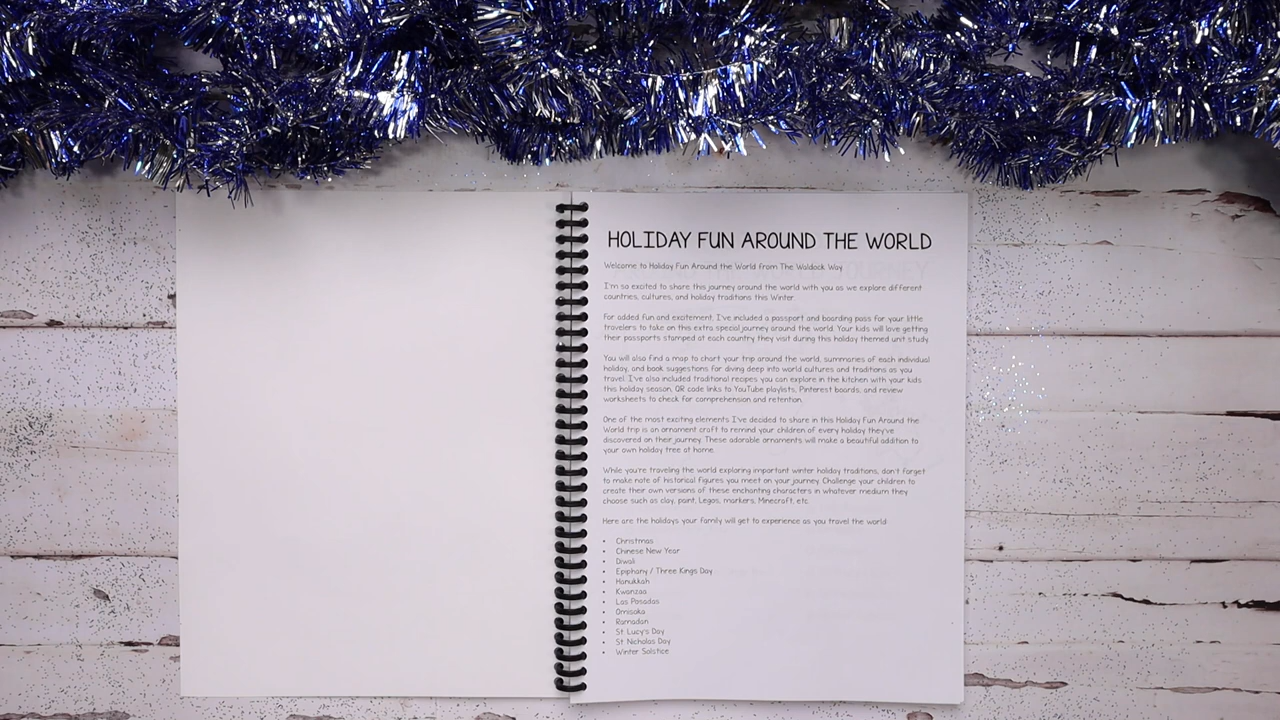 HOLIDAY FUN AROUND THE WORLD
Welcome to Holiday Fun Around the World from The Waldock Way
I'm so excited to share this journey around the world with you as we explore different
countries, cultures, and holiday traditions this Winter.
For added fun and excitement, I've included a passport and boarding pass for your little
travelers to take on this extra special journey around the world. Your kids will love getting
their passports stamped at each country they visit during this holiday themed unit study.
You will also find a map to chart your trip around the world, summaries of each individual
holiday, and book suggestions for diving deep into world cultures and traditions as you
travel. I've also included traditional recipes you can explore in the kitchen with your kids
this holiday season, QR code links to YouTube playlists, Pinterest boards, and review
worksheets to check for comprehension and retention.
One of the most exciting elements I've decided to share in this Holiday Fun Around the
World trip is an ornament craft to remind your children of every holiday they've
discovered on their journey. These adorable ornaments will make a beautiful addition to
your own holiday tree at home.
While you're traveling the world exploring important winter holiday traditions, don't forget
to make note of historical figures you meet on your journey. Challenge your children to
create their own versions of these enchanting characters in whatever medium they
choose such as clay, paint, Legos, markers, Minecraft, etc.
Here are the holidays your family will get to experience as you travel the world:
• Christmas
• Chinese New Year
• Diwali
• Epiphany / Three Kings Day
• Hanukkah
• Kwanzaa
• Las Posadas
• Omisoka
• Ramadan
• St. Lucy's Day
• St. Nicholas Day
• Winter Solstice